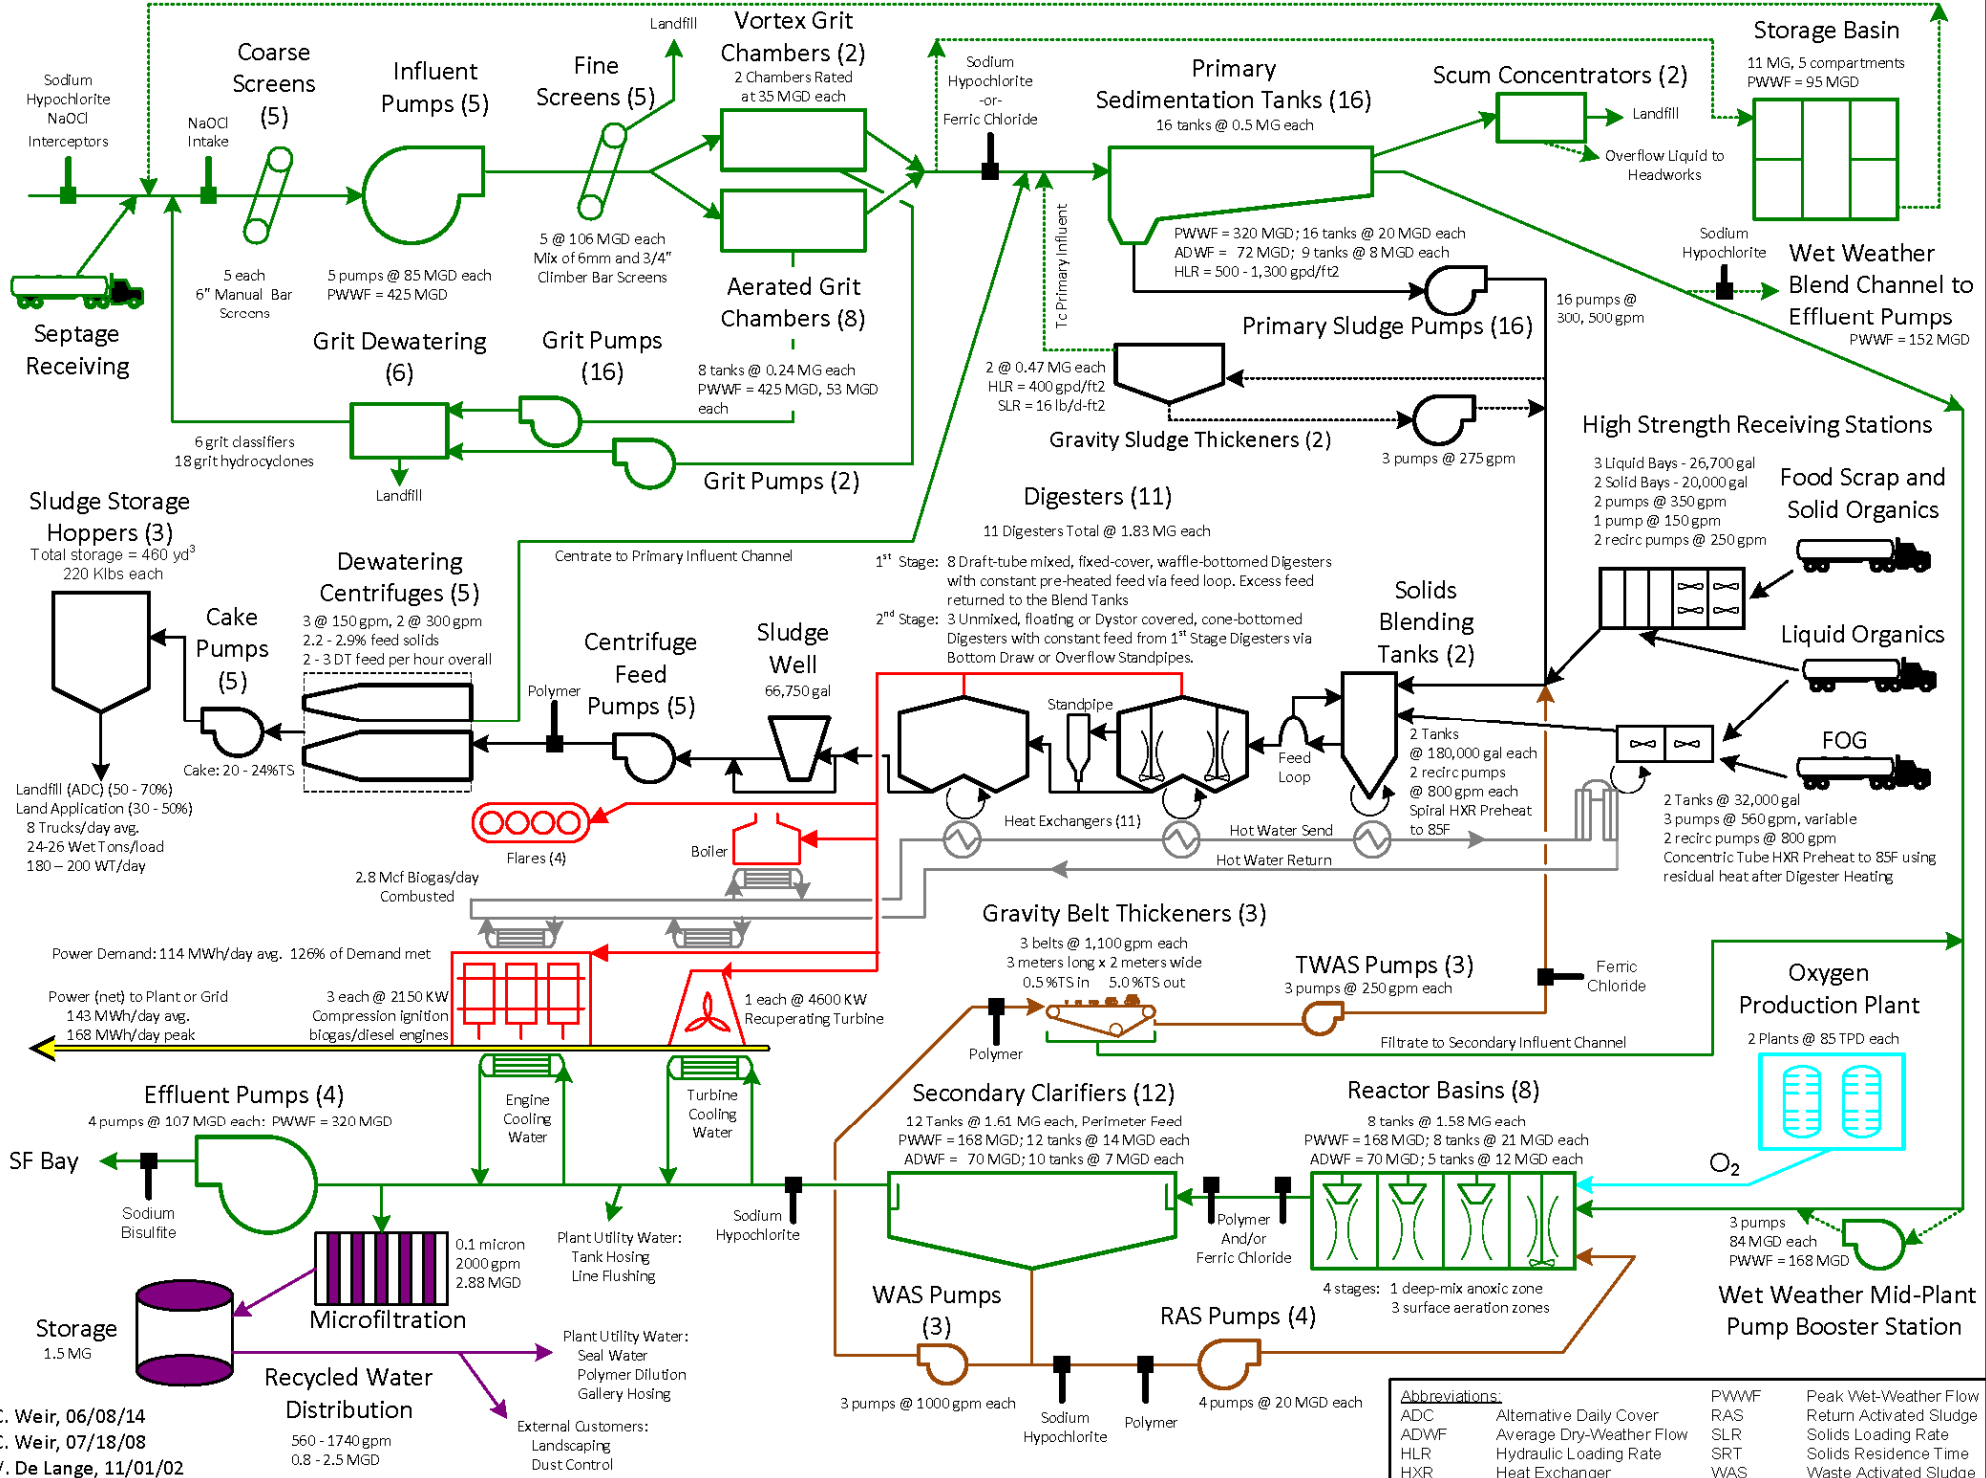 Sodium
Hypochlorite
NaOCl
Interceptors
NaOCl
Intake
Septage
Receiving
Coarse
Screens
(5)
5 each
6" Manual Bar
Screens
Influent
Pumps (5)
5 pumps @ 85 MGD each
PWWF = 425 MGD
Fine
Screens (5)
Landfill
5 @ 106 MGD each
Mix of 6mm and 3/4"
Climber Bar Screens
Vortex Grit
Chambers (2)
2 Chambers Rated
at 35 MGD each
Aerated Grit
Chambers (8)
8 tanks @ 0.24 MG each
PWWF = 425 MGD, 53 MGD
each
Grit Dewatering
(6)
6 grit classifiers
18 grit hydrocyclones
Landfill
Grit Pumps
(16)
Grit Pumps (2)
Sodium
Hypochlorite
-or-
Ferric Chloride
Primary
Sedimentation Tanks (16)
16 tanks @ 0.5 MG each
PWWF = 320 MGD; 16 tanks @ 20 MGD each
ADWF = 72 MGD; 9 tanks @ 8 MGD each
HLR = 500 - 1,300 gpd/ft2
Scum Concentrators (2)
Landfill
Overflow Liquid to
Headworks
Storage Basin
11 MG, 5 compartments
PWWF = 95 MGD
Sodium
Hypochlorite
Wet Weather
Blend Channel to
Effluent Pumps
PWWF = 152 MGD
To Primary Influent
Primary Sludge Pumps (16)
16 pumps @
300, 500 gpm
2 @ 0.47 MG each
HLR = 400 gpd/ft2
SLR = 16 lb/d-ft2
Gravity Sludge Thickeners (2)
3 pumps @ 275 gpm
High Strength Receiving Stations
3 Liquid Bays - 26,700 gal
2 Solid Bays - 20,000 gal
2 pumps @ 350 gpm
1 pump @ 150 gpm
2 recirc pumps @ 250 gpm
Food Scrap and
Solid Organics
Liquid Organics
FOG
2 Tanks @ 32,000 gal
3 pumps @ 560 gpm, variable
2 recirc pumps @ 800 gpm
Concentric Tube HXR Preheat to 85F using
residual heat after Digester Heating
Sludge Storage
Hoppers (3)
Total storage = 460 yd3
220 Klbs each
Landfill (ADC) (50 - 70%)
Land Application (30 - 50%)
8 Trucks/day avg.
24-26 Wet Tons/load
180 – 200 WT/day
Cake
Pumps
(5)
Cake: 20 - 24%TS
Dewatering
Centrifuges (5)
3 @ 150 gpm, 2 @ 300 gpm
2.2 - 2.9% feed solids
2 - 3 DT feed per hour overall
Centrate to Primary Influent Channel
Polymer
Centrifuge
Feed
Pumps (5)
Sludge
Well
66,750 gal
Digesters (11)
11 Digesters Total @ 1.83 MG each
1st Stage: 8 Draft-tube mixed, fixed-cover, waffle-bottomed Digesters
with constant pre-heated feed via feed loop. Excess feed
returned to the Blend Tanks
2nd Stage: 3 Unmixed, floating or Dystor covered, cone-bottomed
Digesters with constant feed from 1st Stage Digesters via
Bottom Draw or Overflow Standpipes.
Standpipe
Feed
Loop
Solids
Blending
Tanks (2)
2 Tanks
@ 180,000 gal each
2 recirc pumps
@ 800 gpm each
Spiral HXR Preheat
to 85F
Heat Exchangers (11)
Hot Water Send
Hot Water Return
Flares (4)
Boiler
2.8 Mcf Biogas/day
Combusted
Power Demand: 114 MWh/day avg. 126% of Demand met
Power (net) to Plant or Grid
143 MWh/day avg.
168 MWh/day peak
3 each @ 2150 KW
Compression ignition
biogas/diesel engines
1 each @ 4600 KW
Recuperating Turbine
Gravity Belt Thickeners (3)
3 belts @ 1,100 gpm each
3 meters long x 2 meters wide
0.5 %TS in 5.0 %TS out
Polymer
TWAS Pumps (3)
3 pumps @ 250 gpm each
Ferric
Chloride
Filtrate to Secondary Influent Channel
Oxygen
Production Plant
2 Plants @ 85 TPD each
O2
Effluent Pumps (4)
4 pumps @ 107 MGD each: PWWF = 320 MGD
SF Bay
Sodium
Bisulfite
Engine
Cooling
Water
Turbine
Cooling
Water
Plant Utility Water:
Tank Hosing
Line Flushing
Sodium
Hypochlorite
Secondary Clarifiers (12)
12 Tanks @ 1.61 MG each, Perimeter Feed
PWWF = 168 MGD; 12 tanks @ 14 MGD each
ADWF = 70 MGD; 10 tanks @ 7 MGD each
Polymer
And/or
Ferric Chloride
Reactor Basins (8)
8 tanks @ 1.58 MG each
PWWF = 168 MGD; 8 tanks @ 21 MGD each
ADWF = 70 MGD; 5 tanks @ 12 MGD each
4 stages: 1 deep-mix anoxic zone
3 surface aeration zones
3 pumps
84 MGD each
PWWF = 168 MGD
Wet Weather Mid-Plant
Pump Booster Station
0.1 micron
2000 gpm
2.88 MGD
Microfiltration
Storage
1.5 MG
Recycled Water
Distribution
560 - 1740 gpm
0.8 - 2.5 MGD
Plant Utility Water:
Seal Water
Polymer Dilution
Gallery Hosing
External Customers:
Landscaping
Dust Control
WAS Pumps
(3)
3 pumps @ 1000 gpm each
Sodium
Hypochlorite
Polymer
RAS Pumps (4)
4 pumps @ 20 MGD each
C. Weir, 06/08/14
C. Weir, 07/18/08
De Lange, 11/01/02
Abbreviations:
ADC Alternative Daily Cover
ADWF Average Dry-Weather Flow
HLR Hydraulic Loading Rate
HXR Heat Exchanger
PWWF Peak Wet-Weather Flow
RAS Return Activated Sludge
SLR Solids Loading Rate
SRT Solids Residence Time
WAS Waste Activated Sludge